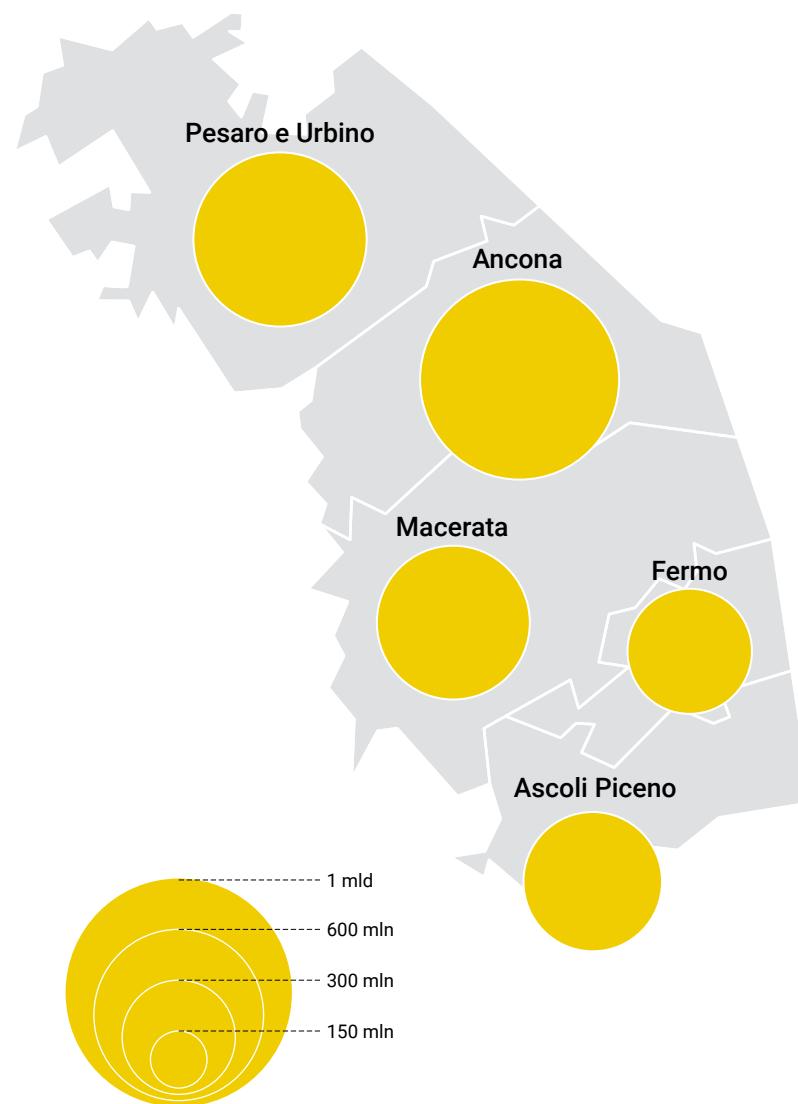 Pesaro e Urbino
Ancona
Macerata
Fermo
Ascoli Piceno
1 mld
600 mln
300 mln
150 mln